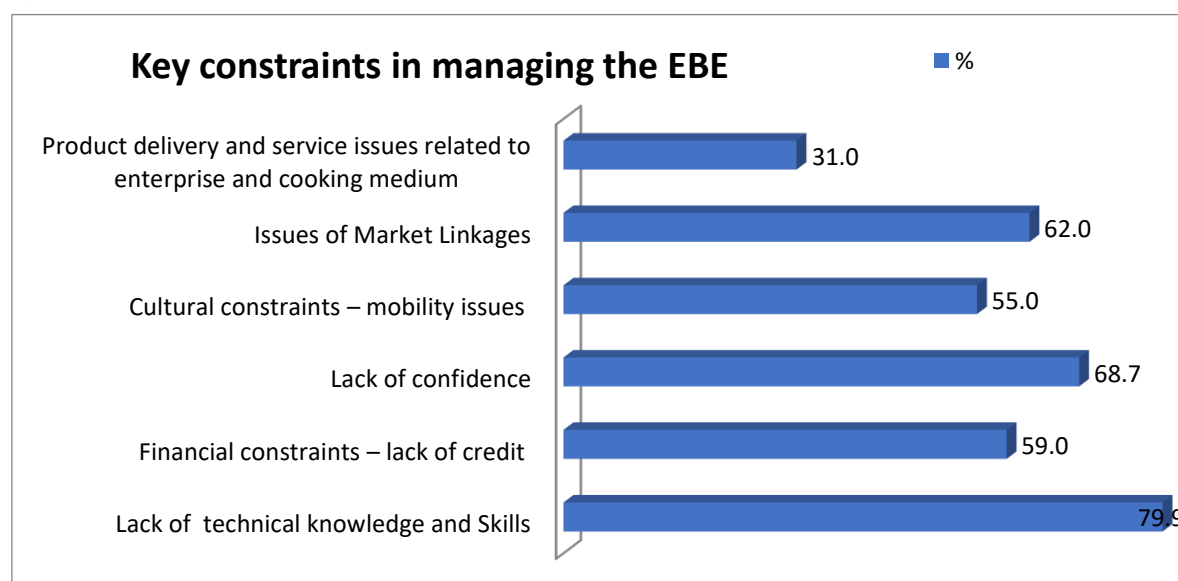 Key constraints in managing the EBE
%
Product delivery and service issues related to
enterprise and cooking medium
31.0
Issues of Market Linkages
62.0
Cultural constraints – mobility issues
55.0
Lack of confidence
68.7
Financial constraints – lack of credit
59.0
Lack of technical knowledge and Skills
79.9